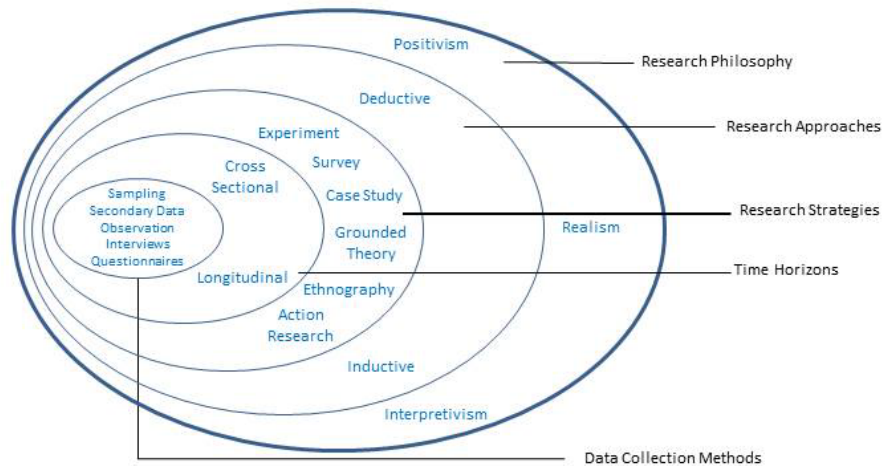 Positivism
Research Philosophy
Deductive
Research Approaches
Experiment
Survey
Cross
Sectional
Case Study
Research Strategies
Grounded
Theory
Realism
Sampling
Secondary Data
Observation
Interviews
Questionnaires
Longitudinal
Time Horizons
Ethnography
Action
Research
Inductive
Interpretivism
Data Collection Methods